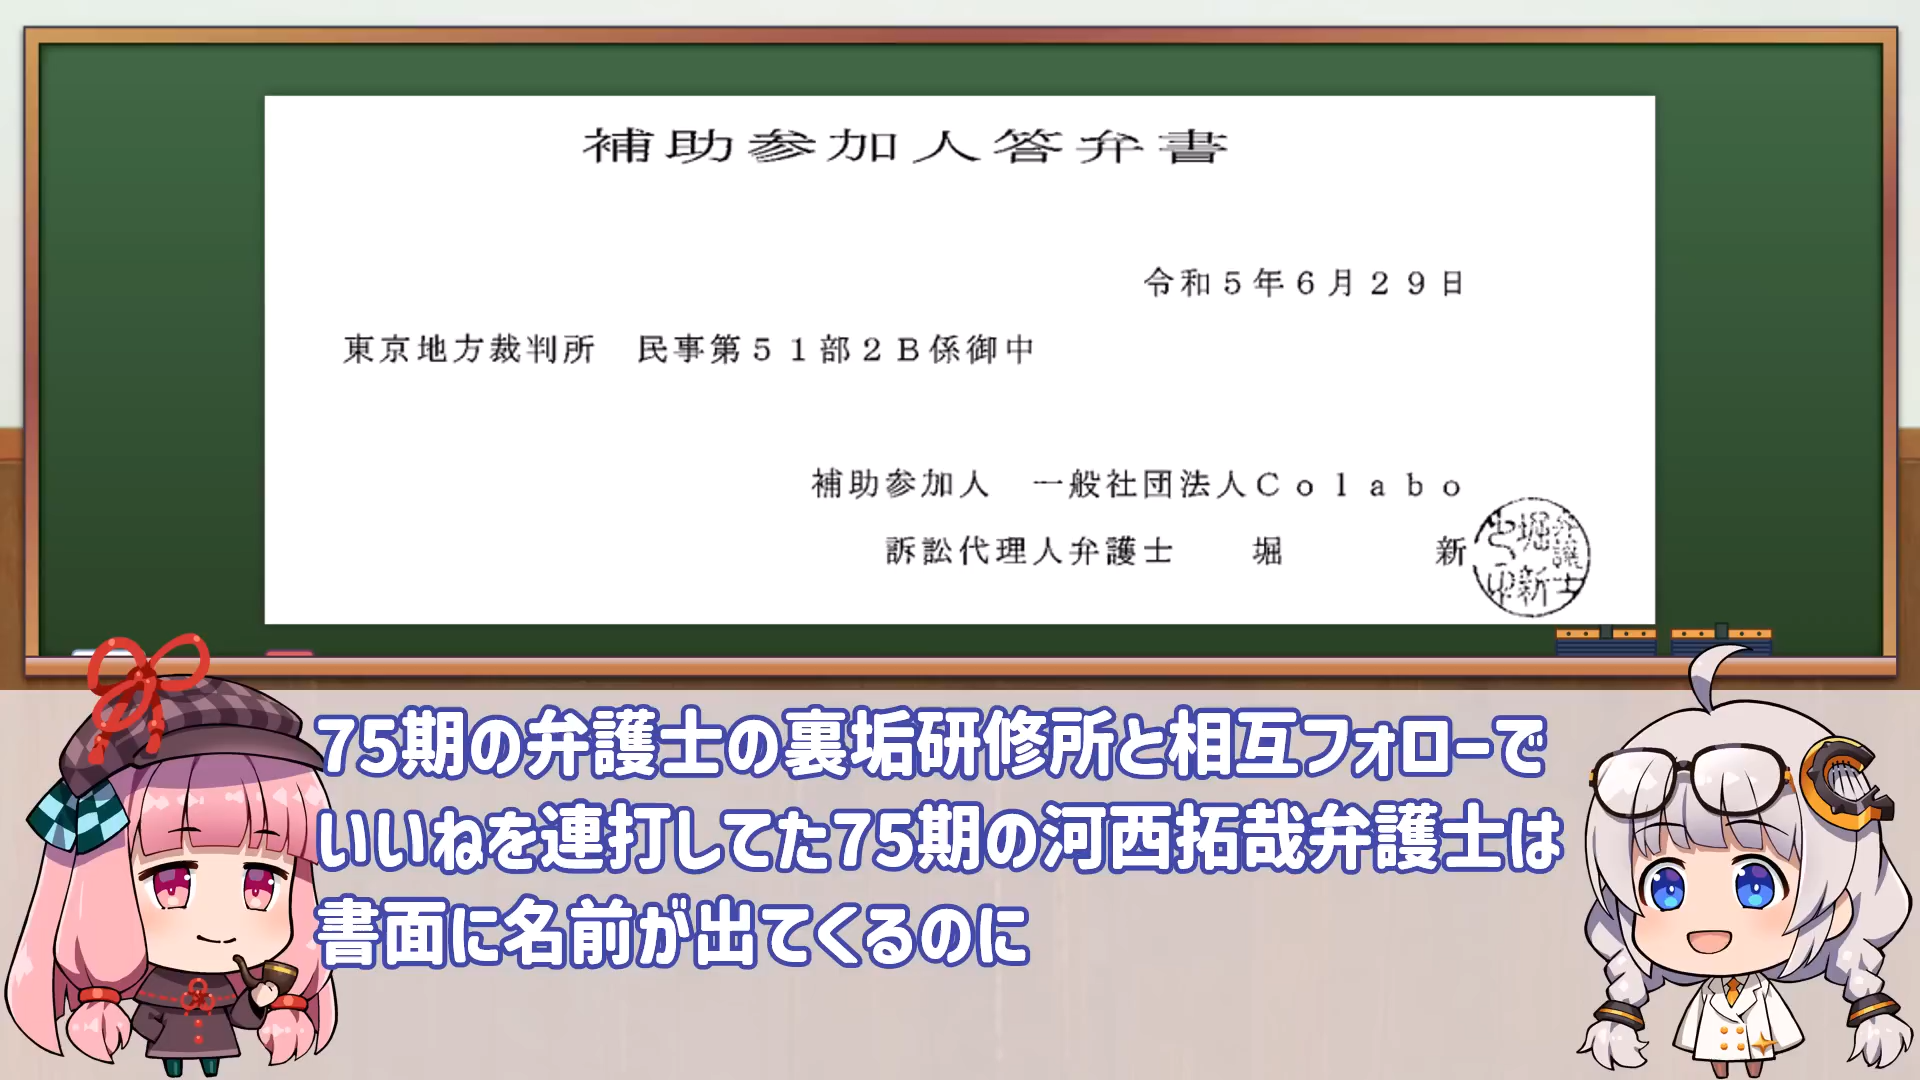 補助参加人答弁書
令和5年6月29日
東京地方裁判所 民事第51部2B係御中
補助参加人 一般社団法人Colabo
訴訟代理人弁護士 堀 新
弁護士堀新
75期の弁護士の裏垢研修所と相互フォローで
いいねを連打してた75期の河西拓哉弁護士は
書面に名前が出てくるのに